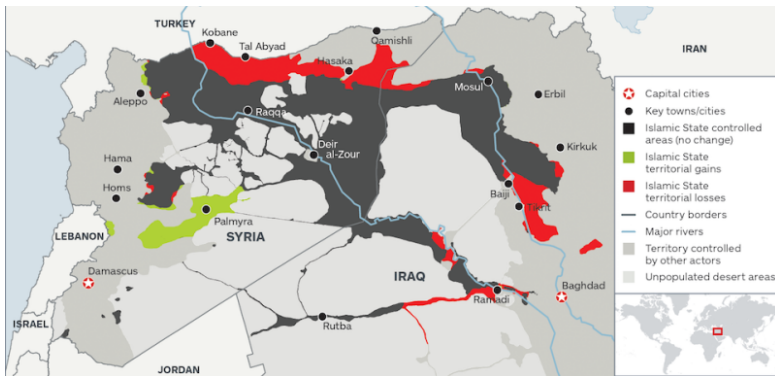 TURKEY
Kobane
Tal Abyad
Qamishli
Hasaka
IRAN
Mosul
Aleppo
Raqqa
Erbil
Deir
al-Zour
Kirkuk
Hama
Homs
Baiji
Tikrit
Palmyra
LEBANON
SYRIA
Damascus
IRAQ
Ramadi
Baghdad
ISRAEL
Rutba
JORDAN
Capital cities
Key towns/cities
Islamic State controlled
areas (no change)
Islamic State
territorial gains
Islamic State
territorial losses
Country borders
Major rivers
Territory controlled
by other actors
Unpopulated desert areas